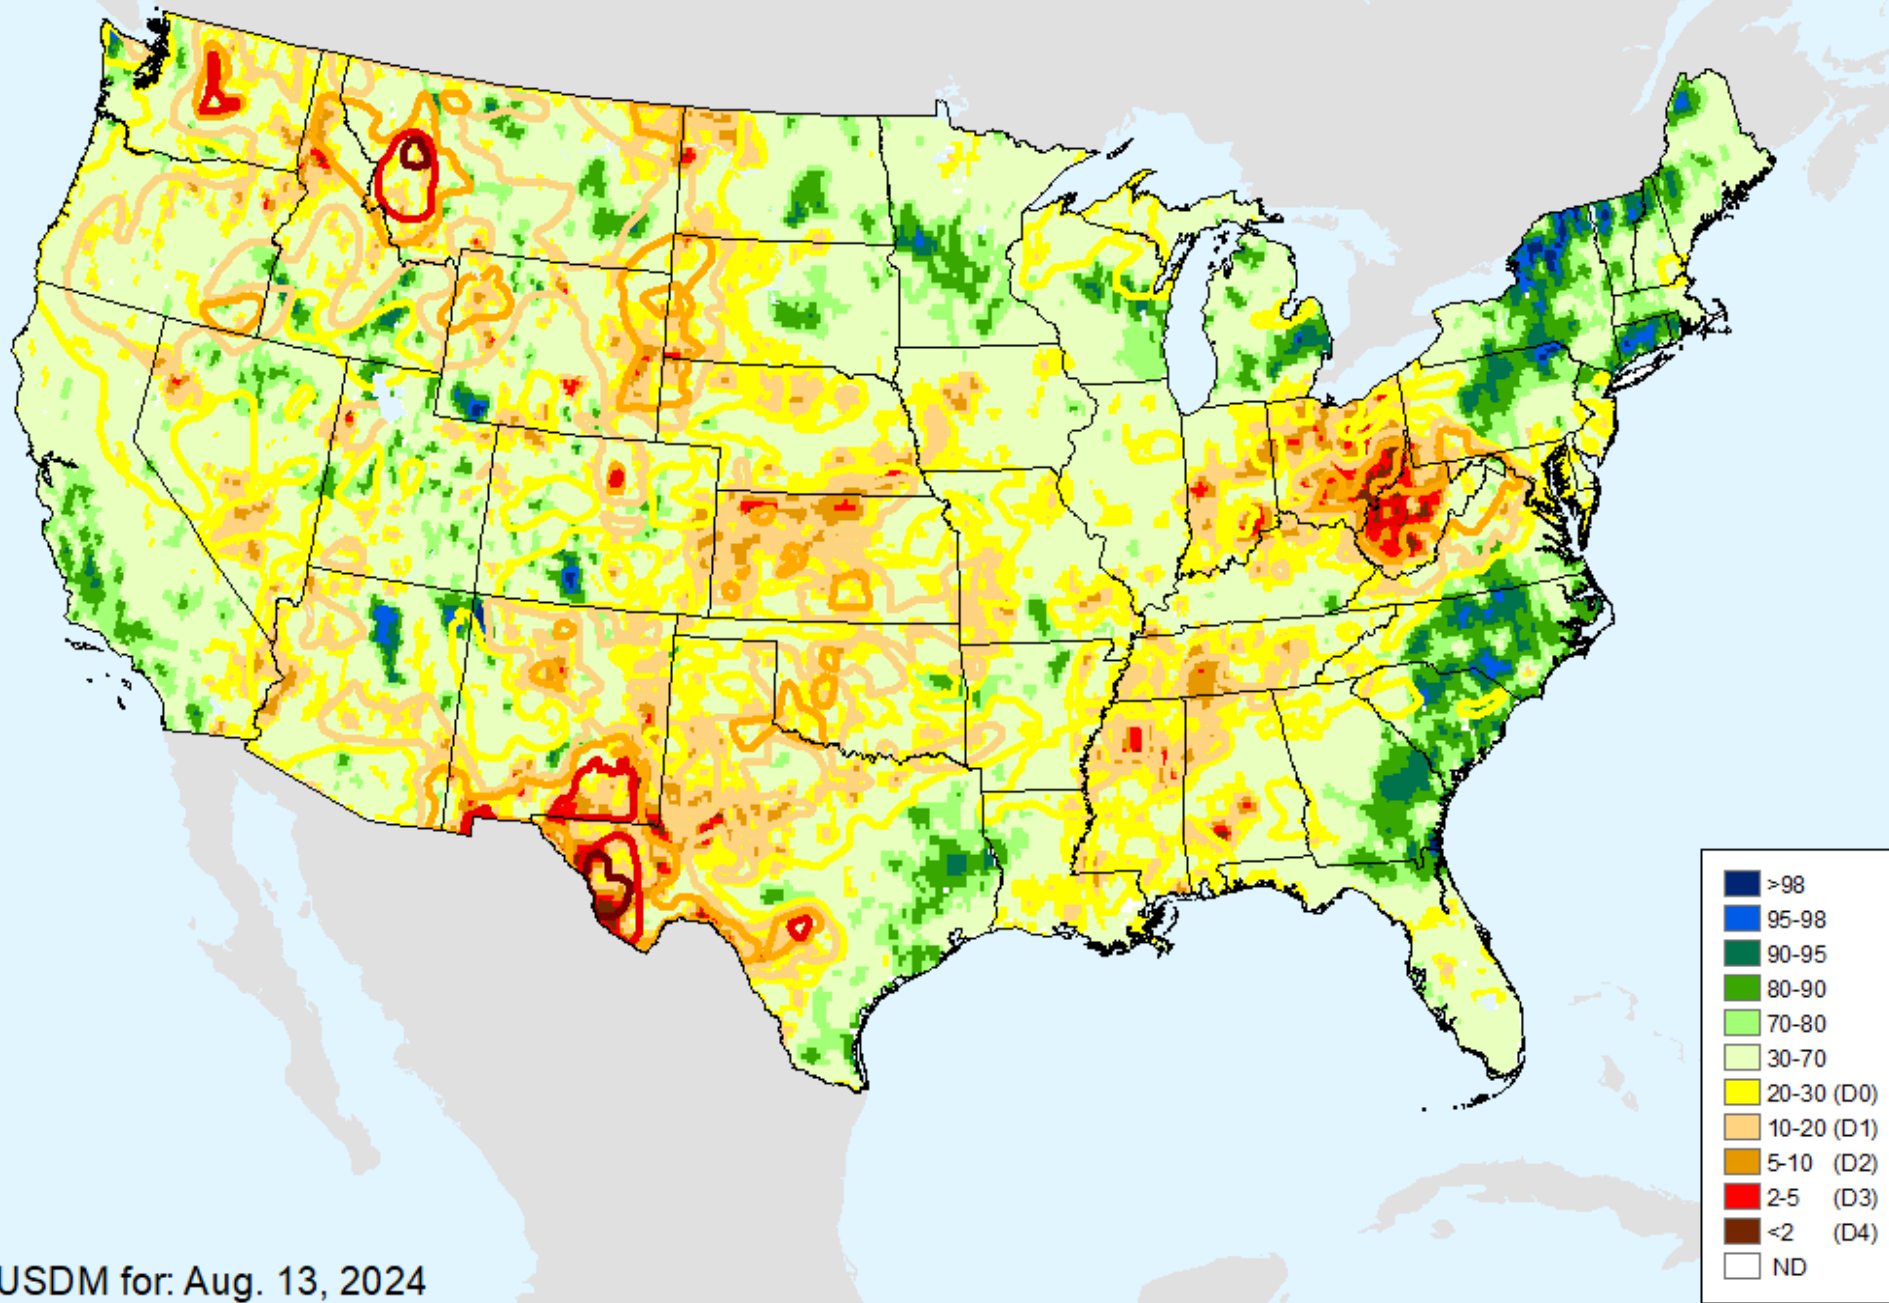 >98
95-98
90-95
80-90
70-80
30-70
20-30 (D0)
10-20 (D1)
5-10 (D2)
2-5 (D3)
<2 (D4)
ND
USDM for: Aug. 13, 2024